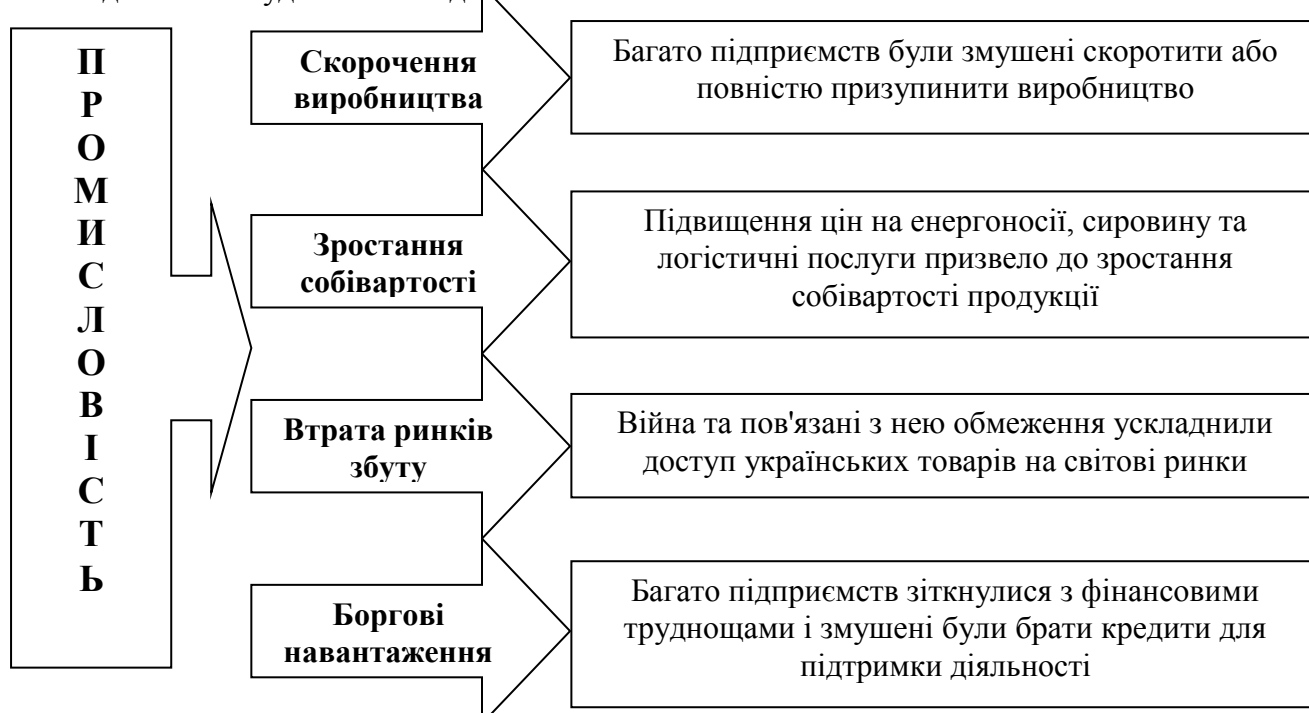 ПРОМИСЛОВІСТЬ
Скорочення
виробництва
Багато підприємств були змушені скоротити або
повністю призупинити виробництво
Зростання
собівартості
Підвищення цін на енергоносії, сировину та
логістичні послуги призвело до зростання
собівартості продукції
Втрата ринків
збуту
Війна та пов'язані з нею обмеження ускладнили
доступ українських товарів на світові ринки
Боргові
навантаження
Багато підприємств зіткнулися з фінансовими
труднощами і змушені були брати кредити для
підтримки діяльності